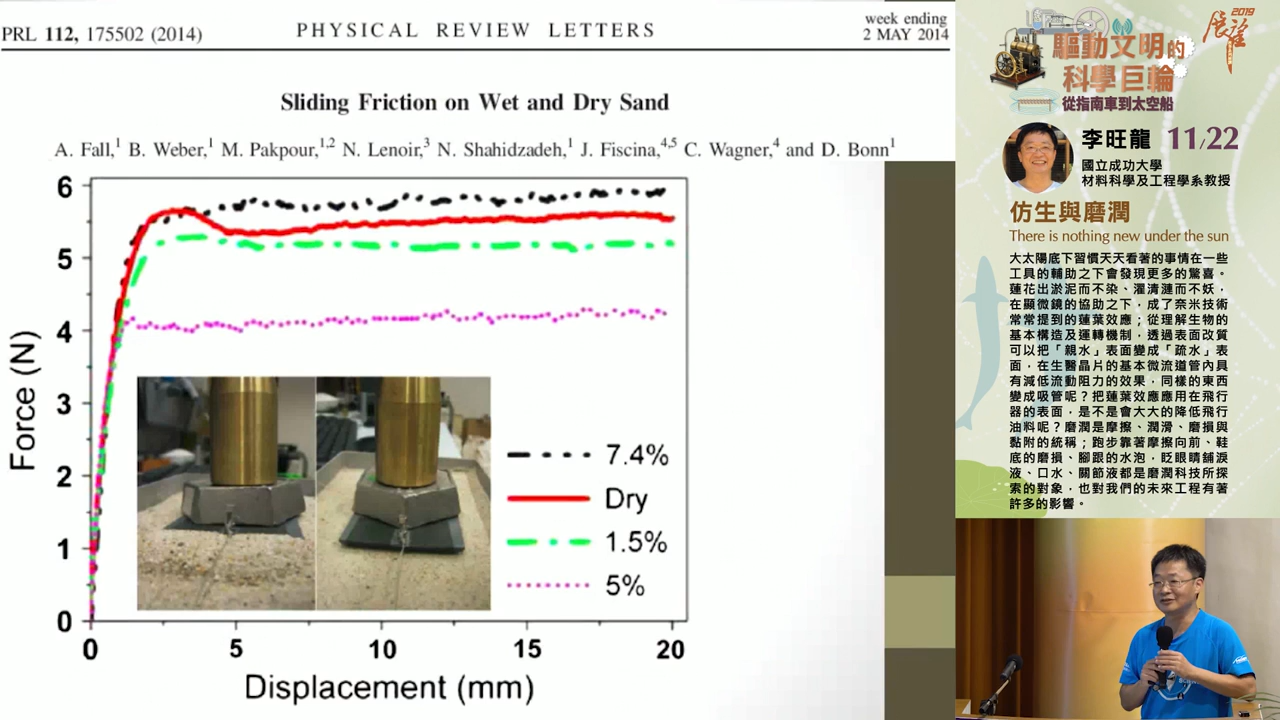 PRL 112, 175502 (2014)
PHYSICAL REVIEW LETTERS
week ending
2 MAY 2014
Sliding Friction on Wet and Dry Sand
A. Fall,1 B. Weber,1 M. Pakpour,1,2 N. Lenoir,3 N. Shahidzadeh,1 J. Fiscina,4,5 C. Wagner,4 and D. Bonn1
6
5
4
3
2
1
0
Force (N)
7.4%
Dry
1.5%
5%
0 5 10 15 20
Displacement (mm)
2019
展望
驅動文明的
科學巨輪
從指南車到太空船
李旺龍 11/22
國立成功大學
材料科學及工程學系教授
仿生與磨潤
There is nothing new under the sun
大太陽底下習慣天天看著的事情在一些
工具的輔助之下會發現更多的驚喜。
蓮花出淤泥而不染、濯清漣而不妖,
在顯微鏡的協助之下,成了奈米技術
常常提到的蓮葉效應;從理解生物的
基本構造及運轉機制,透過表面改質
可以把「親水」表面變成「疏水」表
面,在生醫晶片的基本微流道管內具
有減低流動阻力的效果,同樣的東西
變成吸管呢?把蓮葉效應應用在飛行
器的表面,是不是會大大的降低飛行
油料呢?磨潤是摩擦、潤滑、磨損與
黏附的統稱;跑步靠著摩擦向前、鞋
底的磨損、腳跟的水泡,眨眼睛舖淚
液、口水、關節液都是磨潤科技所探
索的對象,也對我們的未來工程有著
許多的影響。